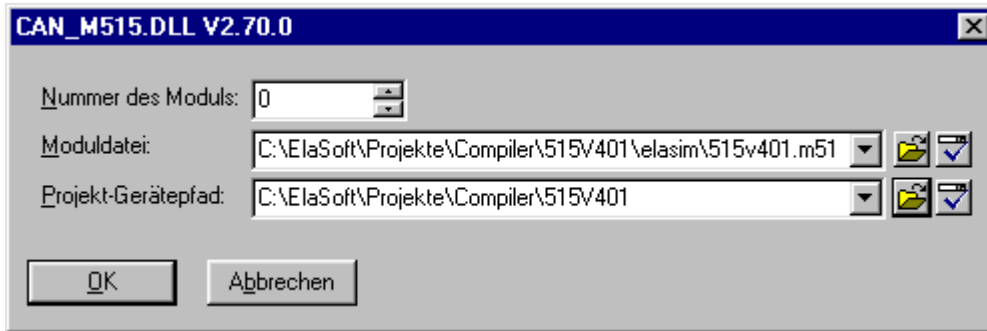 CAN_M515.DLL V2.70.0
Nummer des Moduls: 0
Moduldatei: C:\ElaSoft\Projekte\Compiler\515V401\elasim\515v401.m51
Projekt-Gerätepfad: C:\ElaSoft\Projekte\Compiler\515V401
OK Abbrechen